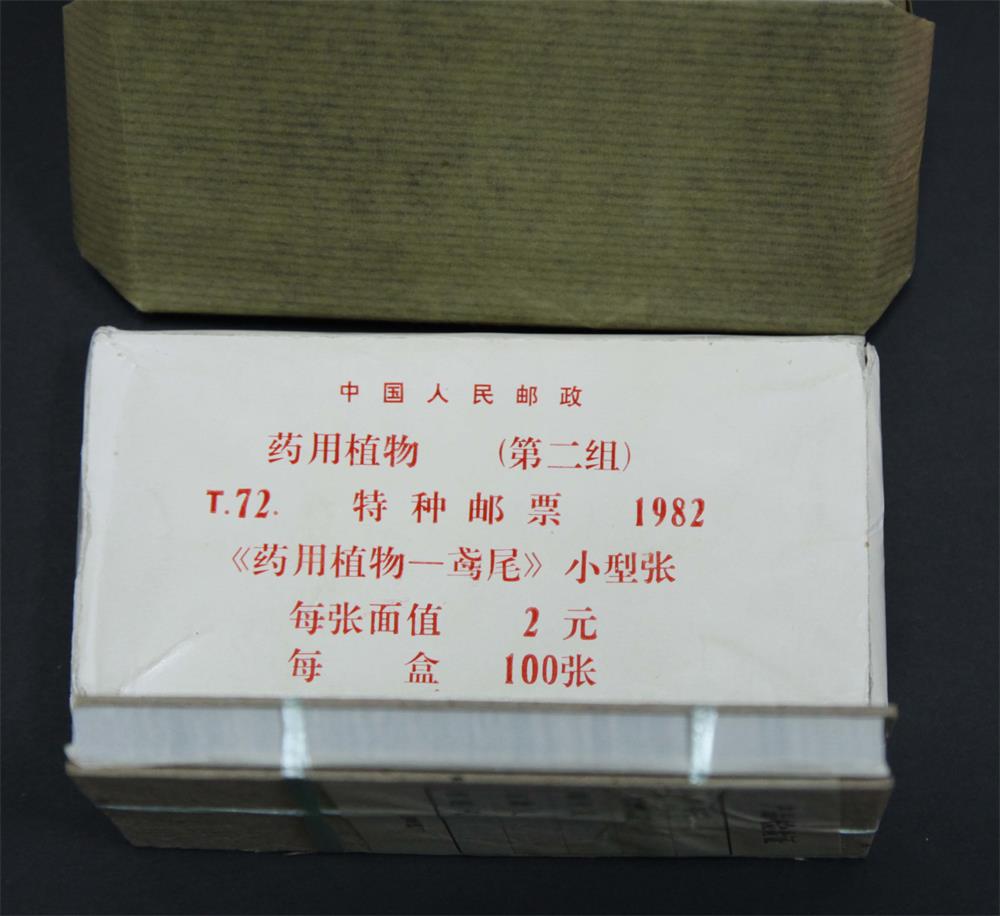 中国人民邮政
药用植物 (第二组)
T.72. 特种邮票 1982
《药用植物—鸢尾》小型张
每张面值 2 元
每 盒 100张